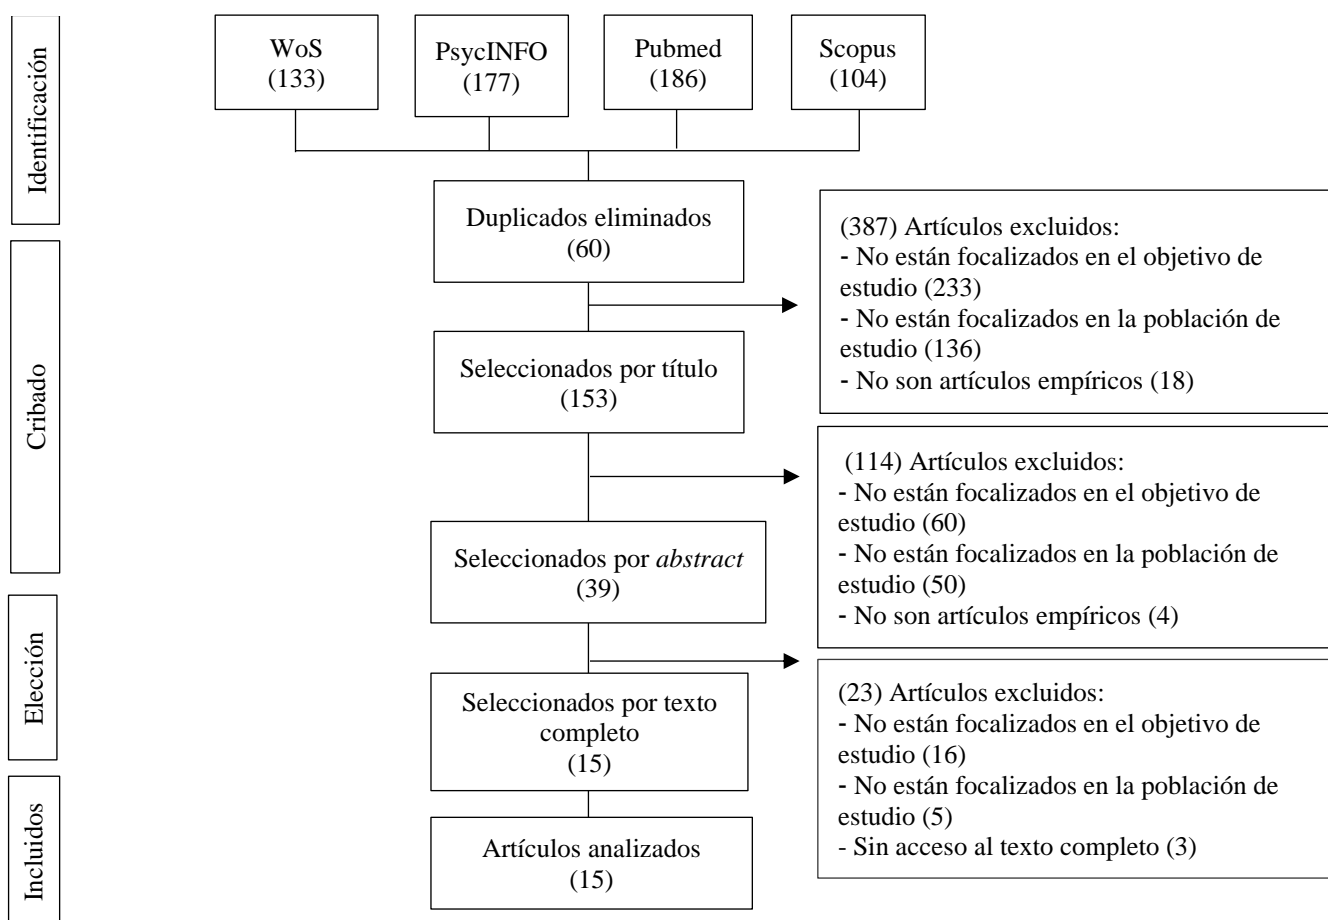 Identificación
WoS
(133)
PsycINFO
(177)
Pubmed
(186)
Scopus
(104)
Duplicados eliminados
(60)
(387) Artículos excluidos:
- No están focalizados en el objetivo de
estudio (233)
- No están focalizados en la población de
estudio (136)
- No son artículos empíricos (18)
Cribado
Seleccionados por título
(153)
(114) Artículos excluidos:
- No están focalizados en el objetivo de
estudio (60)
- No están focalizados en la población de
estudio (50)
- No son artículos empíricos (4)
Seleccionados por abstract
(39)
Elección
Seleccionados por texto
completo
(15)
(23) Artículos excluidos:
- No están focalizados en el objetivo de
estudio (16)
- No están focalizados en la población de
estudio (5)
- Sin acceso al texto completo (3)
Incluidos
Artículos analizados
(15)